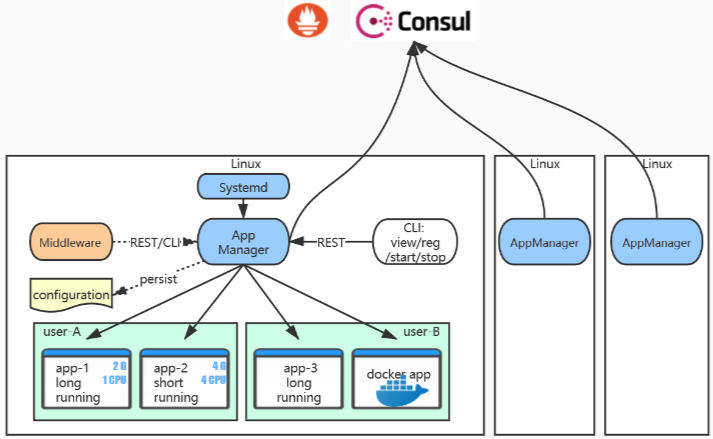 Consul
Linux
Linux
Linux
Systemd
Middleware
REST/CLI
App
Manager
REST
CLI:
view/reg
/start/stop
AppManager
AppManager
persist
configuration
user-A
user-B
app-1
long
running
2 G
1 CPU
app-2
short
running
4 G
4 CPU
app-3
long
running
docker app